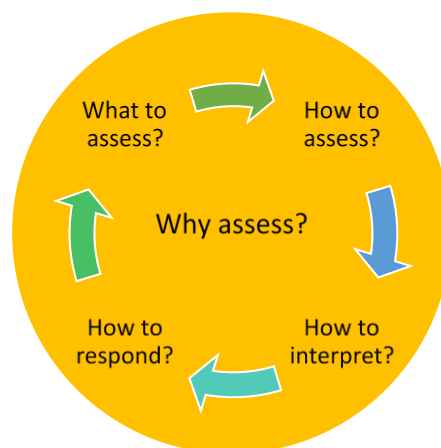 What to
assess?
How to
assess?
Why assess?
How to
respond?
How to
interpret?